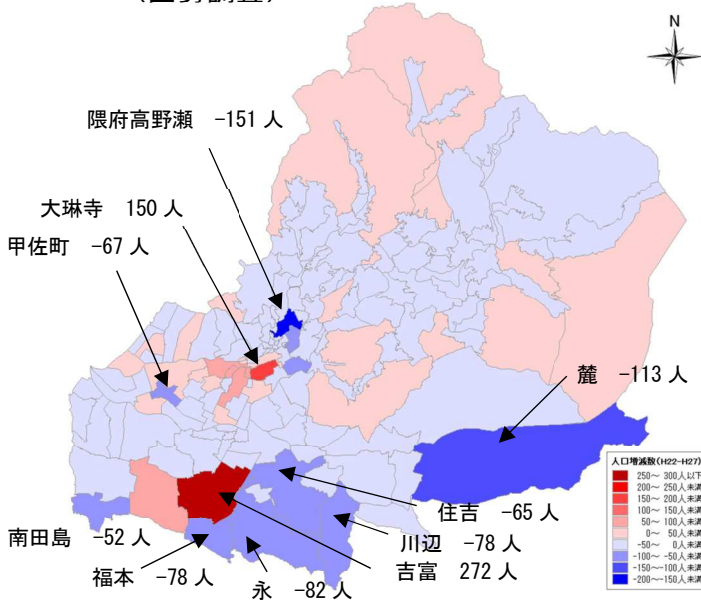 N
隈府高野瀬 -151 人
大琳寺 150 人
甲佐町 -67 人
麓 -113 人
住吉 -65 人
南田島 -52 人
川辺 -78 人
福本 -78 人
吉富 272 人
永 -82 人
人口増減数(H22-H27)
250～ 300人以下
200～ 250人未満
150～ 200人未満
100～ 150人未満
50～ 100人未満
0～ 50人未満
-50～ 0人未満
-100～ -50人未満
-150～-100人未満
-200～-150人未満